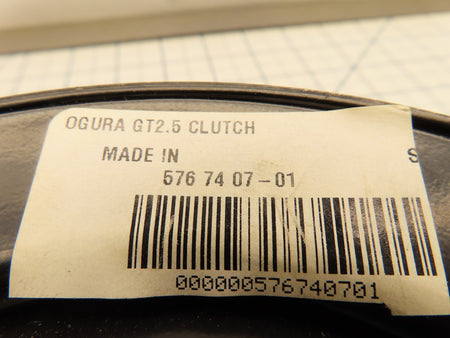 OGURA GT2.5 CLUTCH
MADE IN S
576 74 07-01
000000576740701